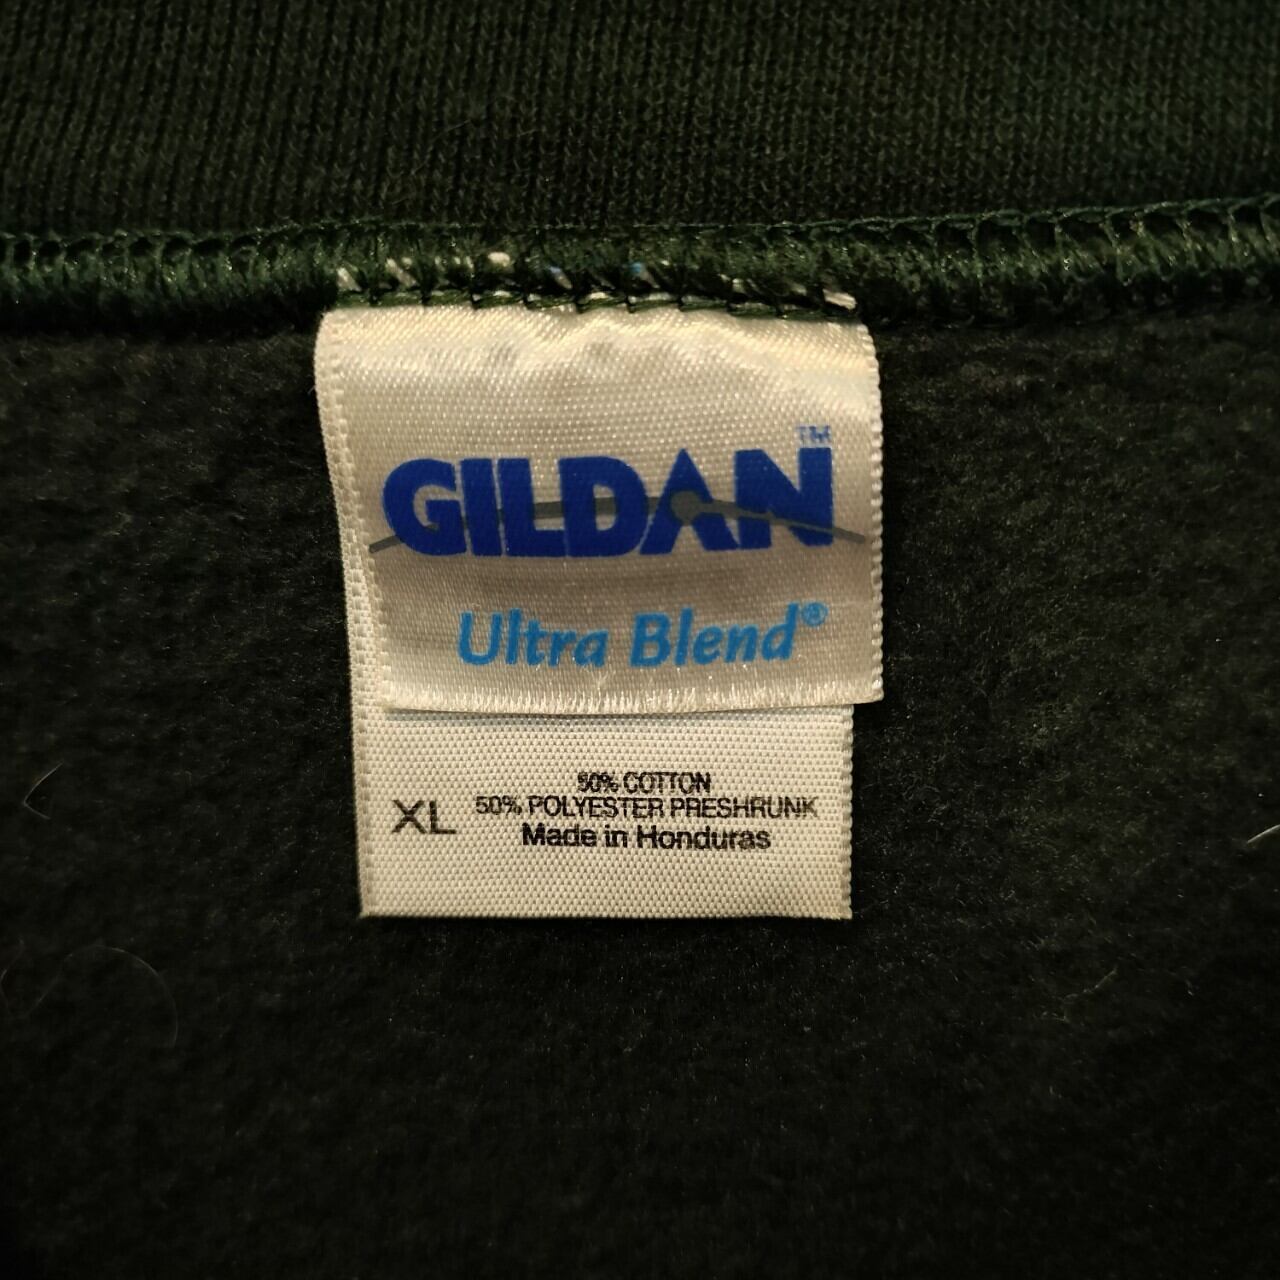 GILDAN™
Ultra Blend®
XL
50% COTTON
50% POLYESTER PRESHRUNK
Made in Honduras